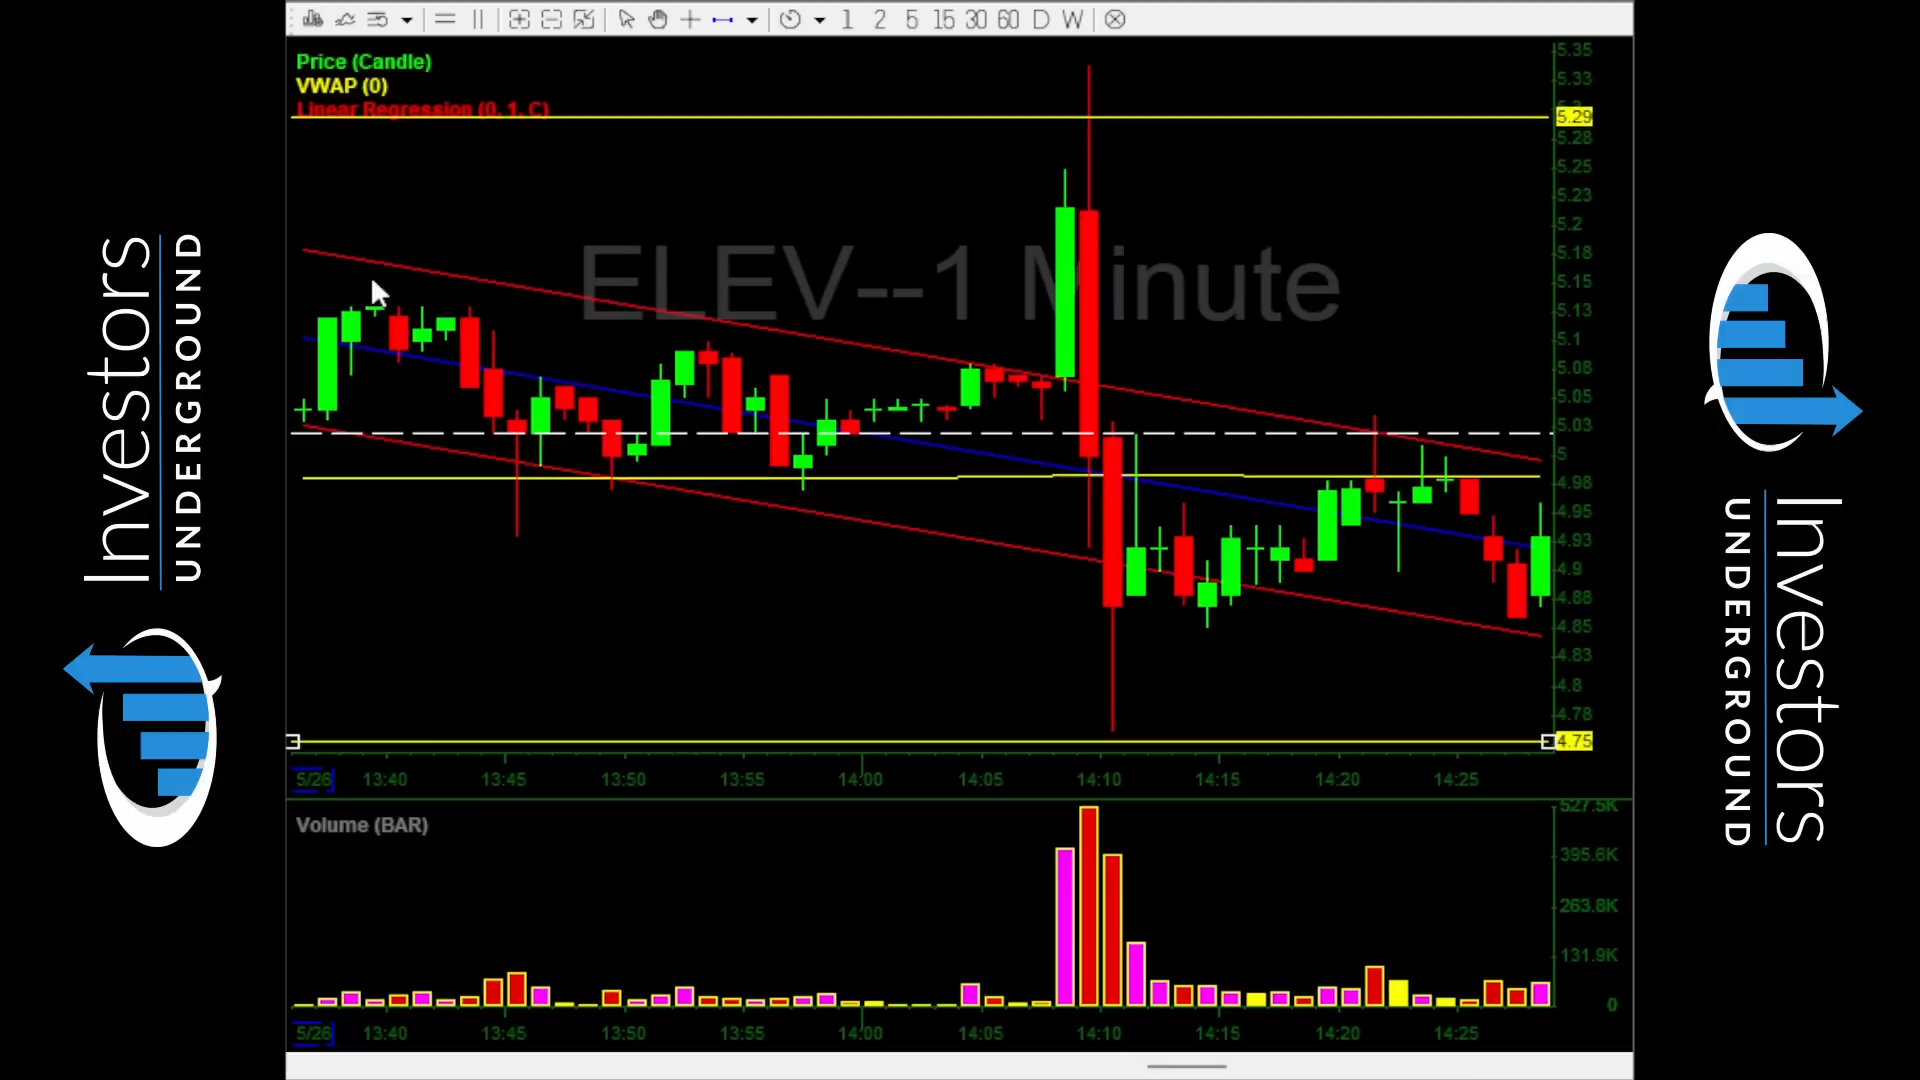 1 2 5 15 30 60 D W
Price (Candle)
VWAP (0)
Linear Regression (0, 1, C)
ELEV--1 Minute
5.35
5.33
5.29
5.28
5.25
5.23
5.2
5.18
5.15
5.13
5.1
5.08
5.05
5.03
5
4.98
4.95
4.93
4.9
4.88
4.85
4.83
4.8
4.78
4.75
5/26 13:40 13:45 13:50 13:55 14:00 14:05 14:10 14:15 14:20 14:25
Volume (BAR)
527.5K
395.6K
263.8K
131.9K
0
5/26 13:40 13:45 13:50 13:55 14:00 14:05 14:10 14:15 14:20 14:25
Investors
UNDERGROUND
Investors
UNDERGROUND